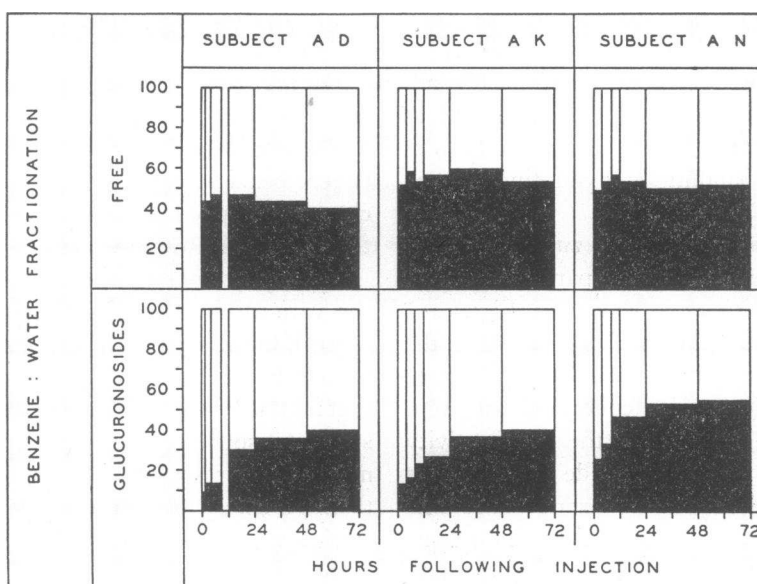 SUBJECT A D
SUBJECT A K
SUBJECT A N
BENZENE : WATER FRACTIONATION
FREE
100
80
60
40
20
GLUCURONOSIDES
100
80
60
40
20
0 24 48 72
0 24 48 72
0 24 48 72
HOURS FOLLOWING INJECTION